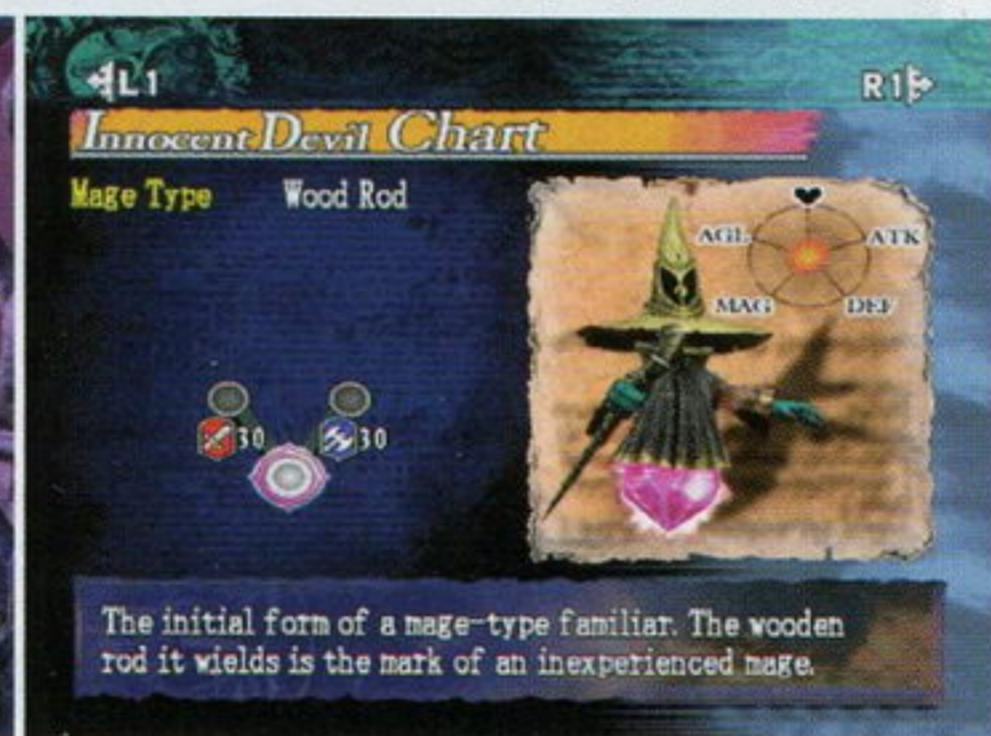 L1
R1
Innocent Devil Chart
Mage Type Wood Rod
AGL ATK
MAG DEF
30 30
The initial form of a mage-type familiar. The wooden
rod it wields is the mark of an inexperienced mage.